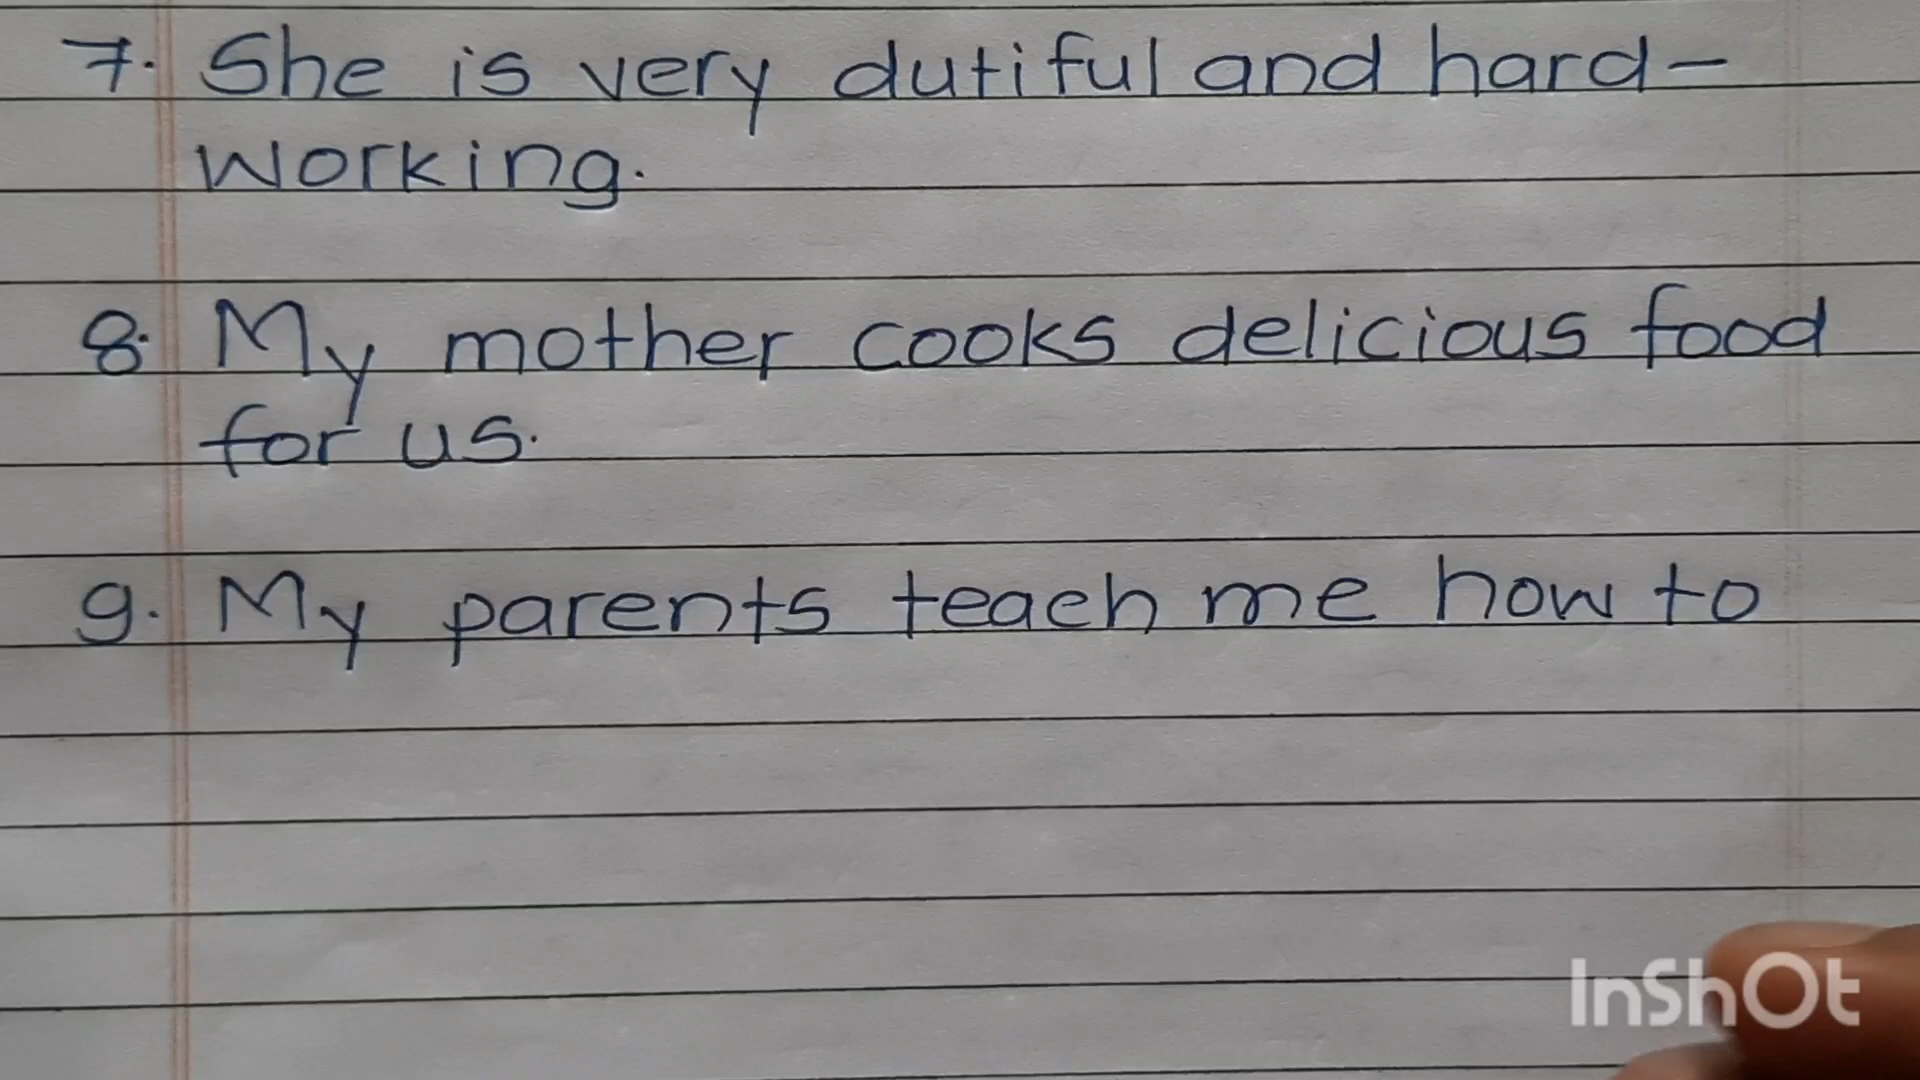 7. She is very dutiful and hard-
working.
8. My mother cooks delicious food
for us.
9. My parents teach me how to
InShOt